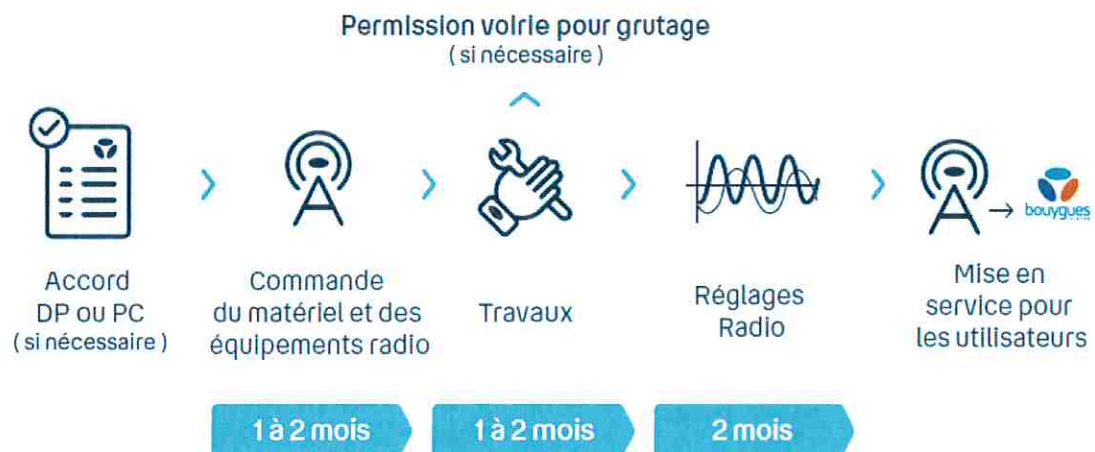 Permission voirie pour grutage
( si nécessaire )
bouygues
Accord
DP ou PC
( si nécessaire )
Commande
du matériel et des
équipements radio
Travaux
Réglages
Radio
Mise en
service pour
les utilisateurs
1 à 2 mois
1 à 2 mois
2 mois